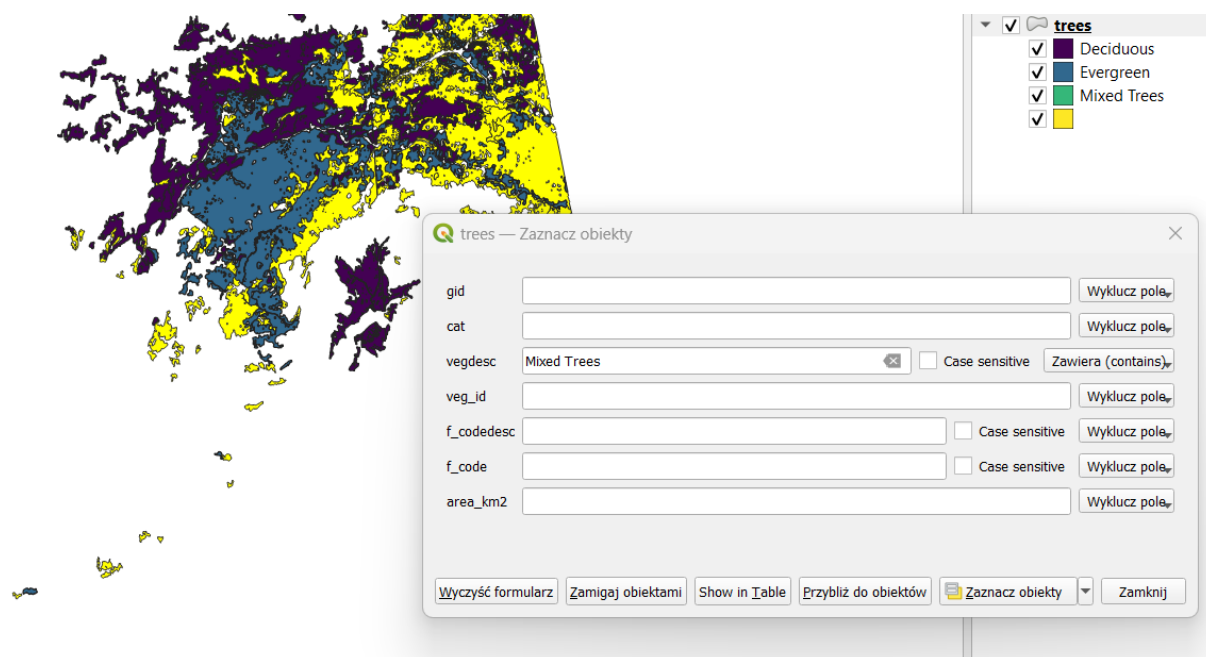 trees
Deciduous
Evergreen
Mixed Trees
trees — Zaznacz obiekty
gid Wyklucz pole
cat Wyklucz pole
vegdesc Mixed Trees Case sensitive Zawiera (contains)
veg_id Wyklucz pole
f_codedesc Case sensitive Wyklucz pole
f_code Case sensitive Wyklucz pole
area_km2 Wyklucz pole
Wyczyść formularz Zamigaj obiektami Show in Table Przybliż do obiektów Zaznacz obiekty Zamknij